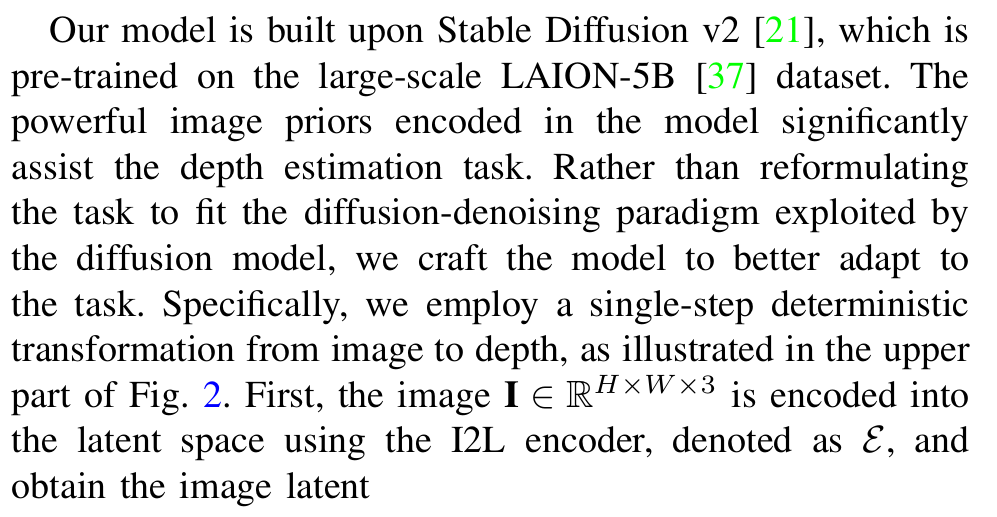 Our model is built upon Stable Diffusion v2 [21], which is
pre-trained on the large-scale LAION-5B [37] dataset. The
powerful image priors encoded in the model significantly
assist the depth estimation task. Rather than reformulating
the task to fit the diffusion-denoising paradigm exploited by
the diffusion model, we craft the model to better adapt to
the task. Specifically, we employ a single-step deterministic
transformation from image to depth, as illustrated in the upper
part of Fig. 2. First, the image I ∈ ℝ^{H×W×3} is encoded into
the latent space using the I2L encoder, denoted as ℰ, and
obtain the image latent